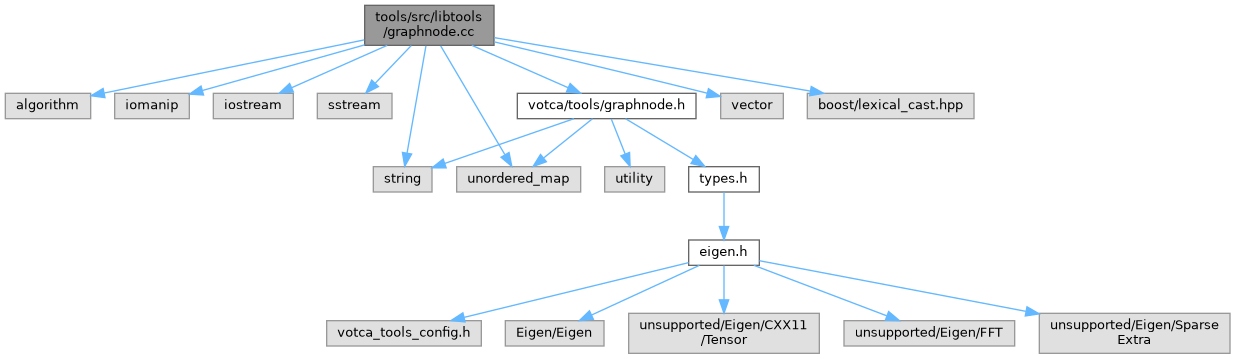 tools/src/libtools
/graphnode.cc
algorithm
iomanip
iostream
sstream
votca/tools/graphnode.h
vector
boost/lexical_cast.hpp
string
unordered_map
utility
types.h
eigen.h
votca_tools_config.h
Eigen/Eigen
unsupported/Eigen/CXX11
/Tensor
unsupported/Eigen/FFT
unsupported/Eigen/Sparse
Extra